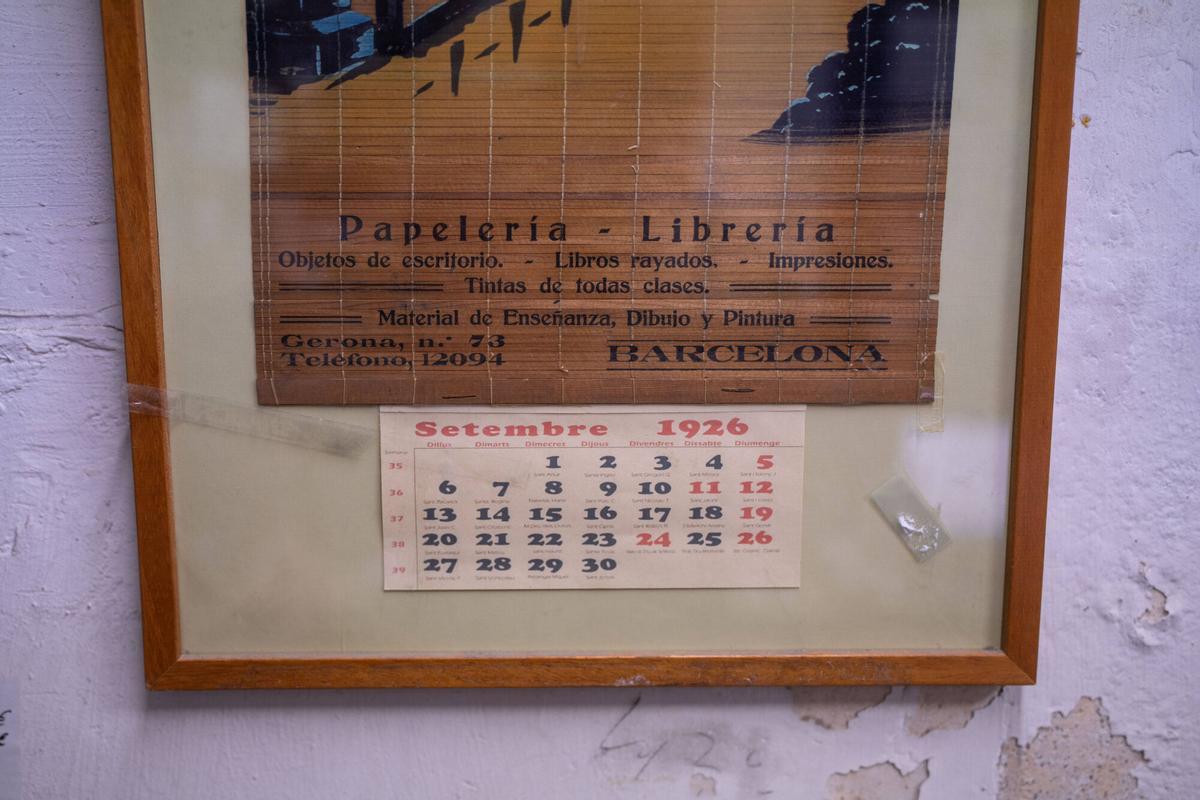 Papelería - Librería
Objetos de escritorio. - Libros rayados. - Impresiones.
Tintas de todas clases.
Material de Enseñanza, Dibujo y Pintura
Gerona, n.º 73
Teléfono, 12094
BARCELONA
Setembre 1926
Dilluns Dimarts Dimecres Dijous Divendres Dissabte Diumenge
35 1 2 3 4 5
36 6 7 8 9 10 11 12
37 13 14 15 16 17 18 19
38 20 21 22 23 24 25 26
39 27 28 29 30